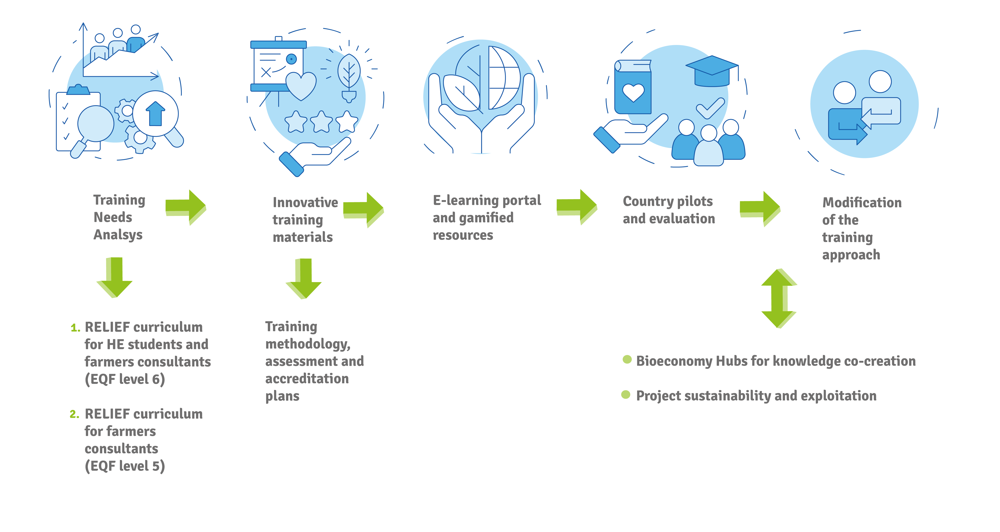 Training
Needs
Analsys
Innovative
training
materials
E-learning portal
and gamified
resources
Country pilots
and evaluation
Modification
of the
training
approach
1. RELIEF curriculum
for HE students and
farmers consultants
(EQF level 6)
2. RELIEF curriculum
for farmers
consultants
(EQF level 5)
Training
methodology,
assessment and
accreditation
plans
Bioeconomy Hubs for knowledge co-creation
Project sustainability and exploitation